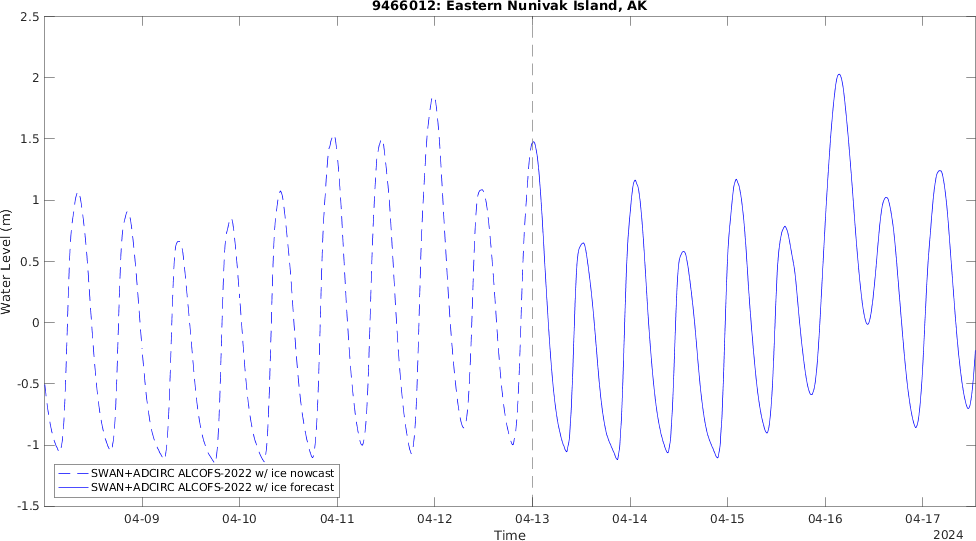 9466012: Eastern Nunivak Island, AK
2.5
2
1.5
1
0.5
0
-0.5
-1
-1.5
Water Level (m)
SWAN+ADCIRC ALCOFS-2022 w/ ice nowcast
SWAN+ADCIRC ALCOFS-2022 w/ ice forecast
04-09 04-10 04-11 04-12 04-13 04-14 04-15 04-16 04-17
Time
2024